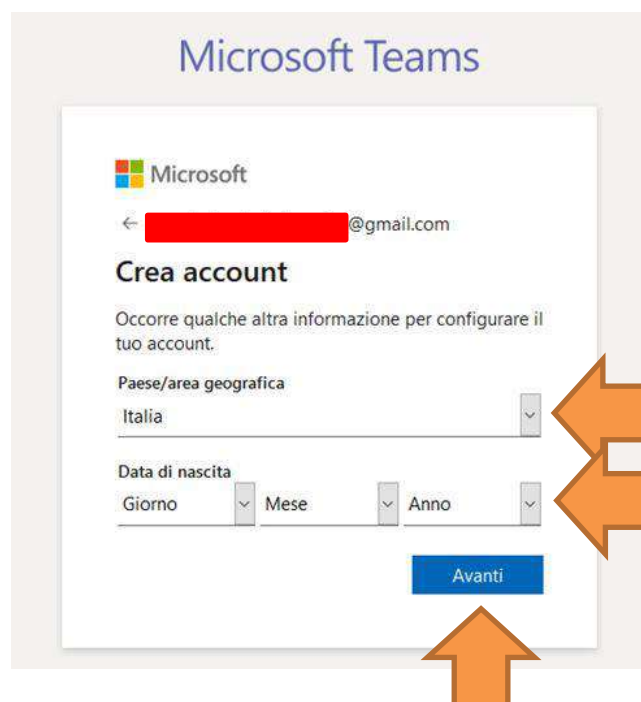 Microsoft Teams
Microsoft
← @gmail.com
Crea account
Occorre qualche altra informazione per configurare il
tuo account.
Paese/area geografica
Italia
Data di nascita
Giorno Mese Anno
Avanti